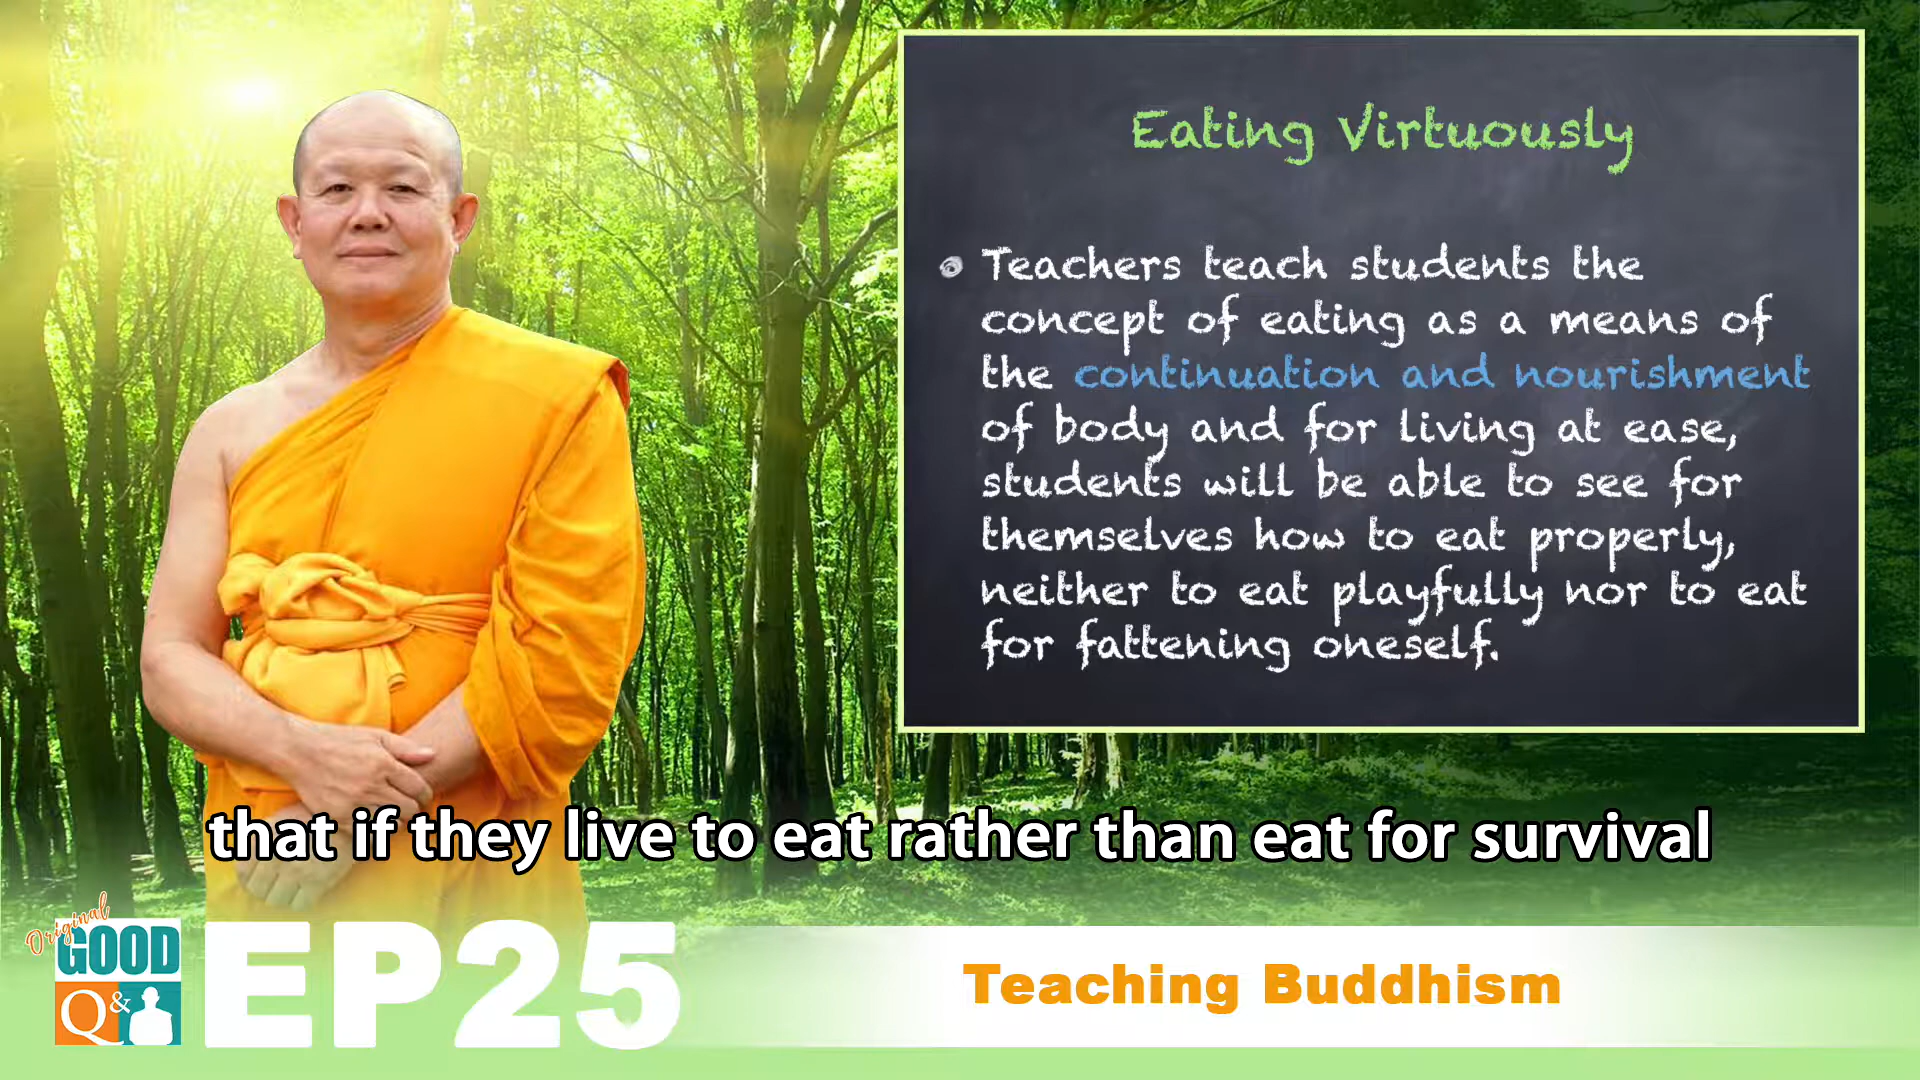 Eating Virtuously
Teachers teach students the
concept of eating as a means of
the continuation and nourishment
of body and for living at ease,
students will be able to see for
themselves how to eat properly,
neither to eat playfully nor to eat
for fattening oneself.
that if they live to eat rather than eat for survival
Original
GOOD
Q&
EP25
Teaching Buddhism